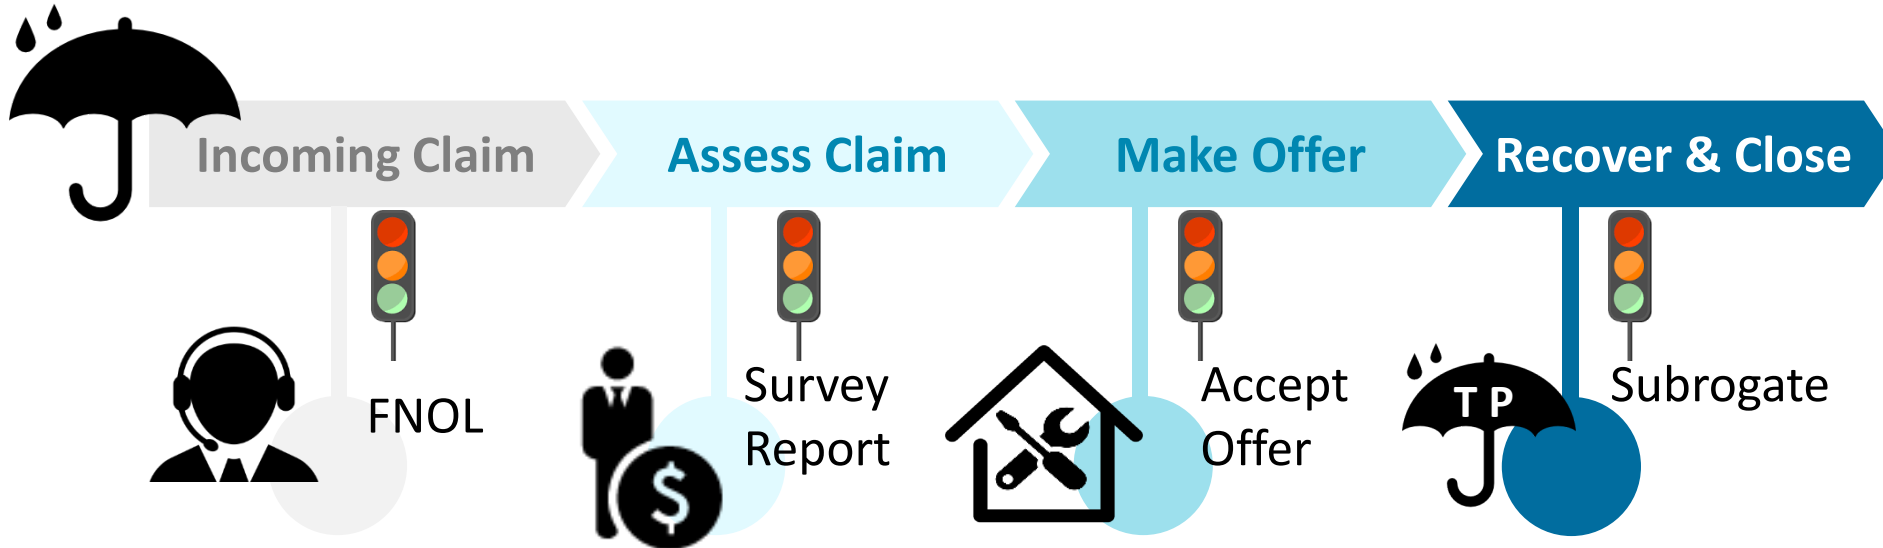 Incoming Claim
Assess Claim
Make Offer
Recover & Close
FNOL
Survey
Report
$
Accept
Offer
T P
Subrogate